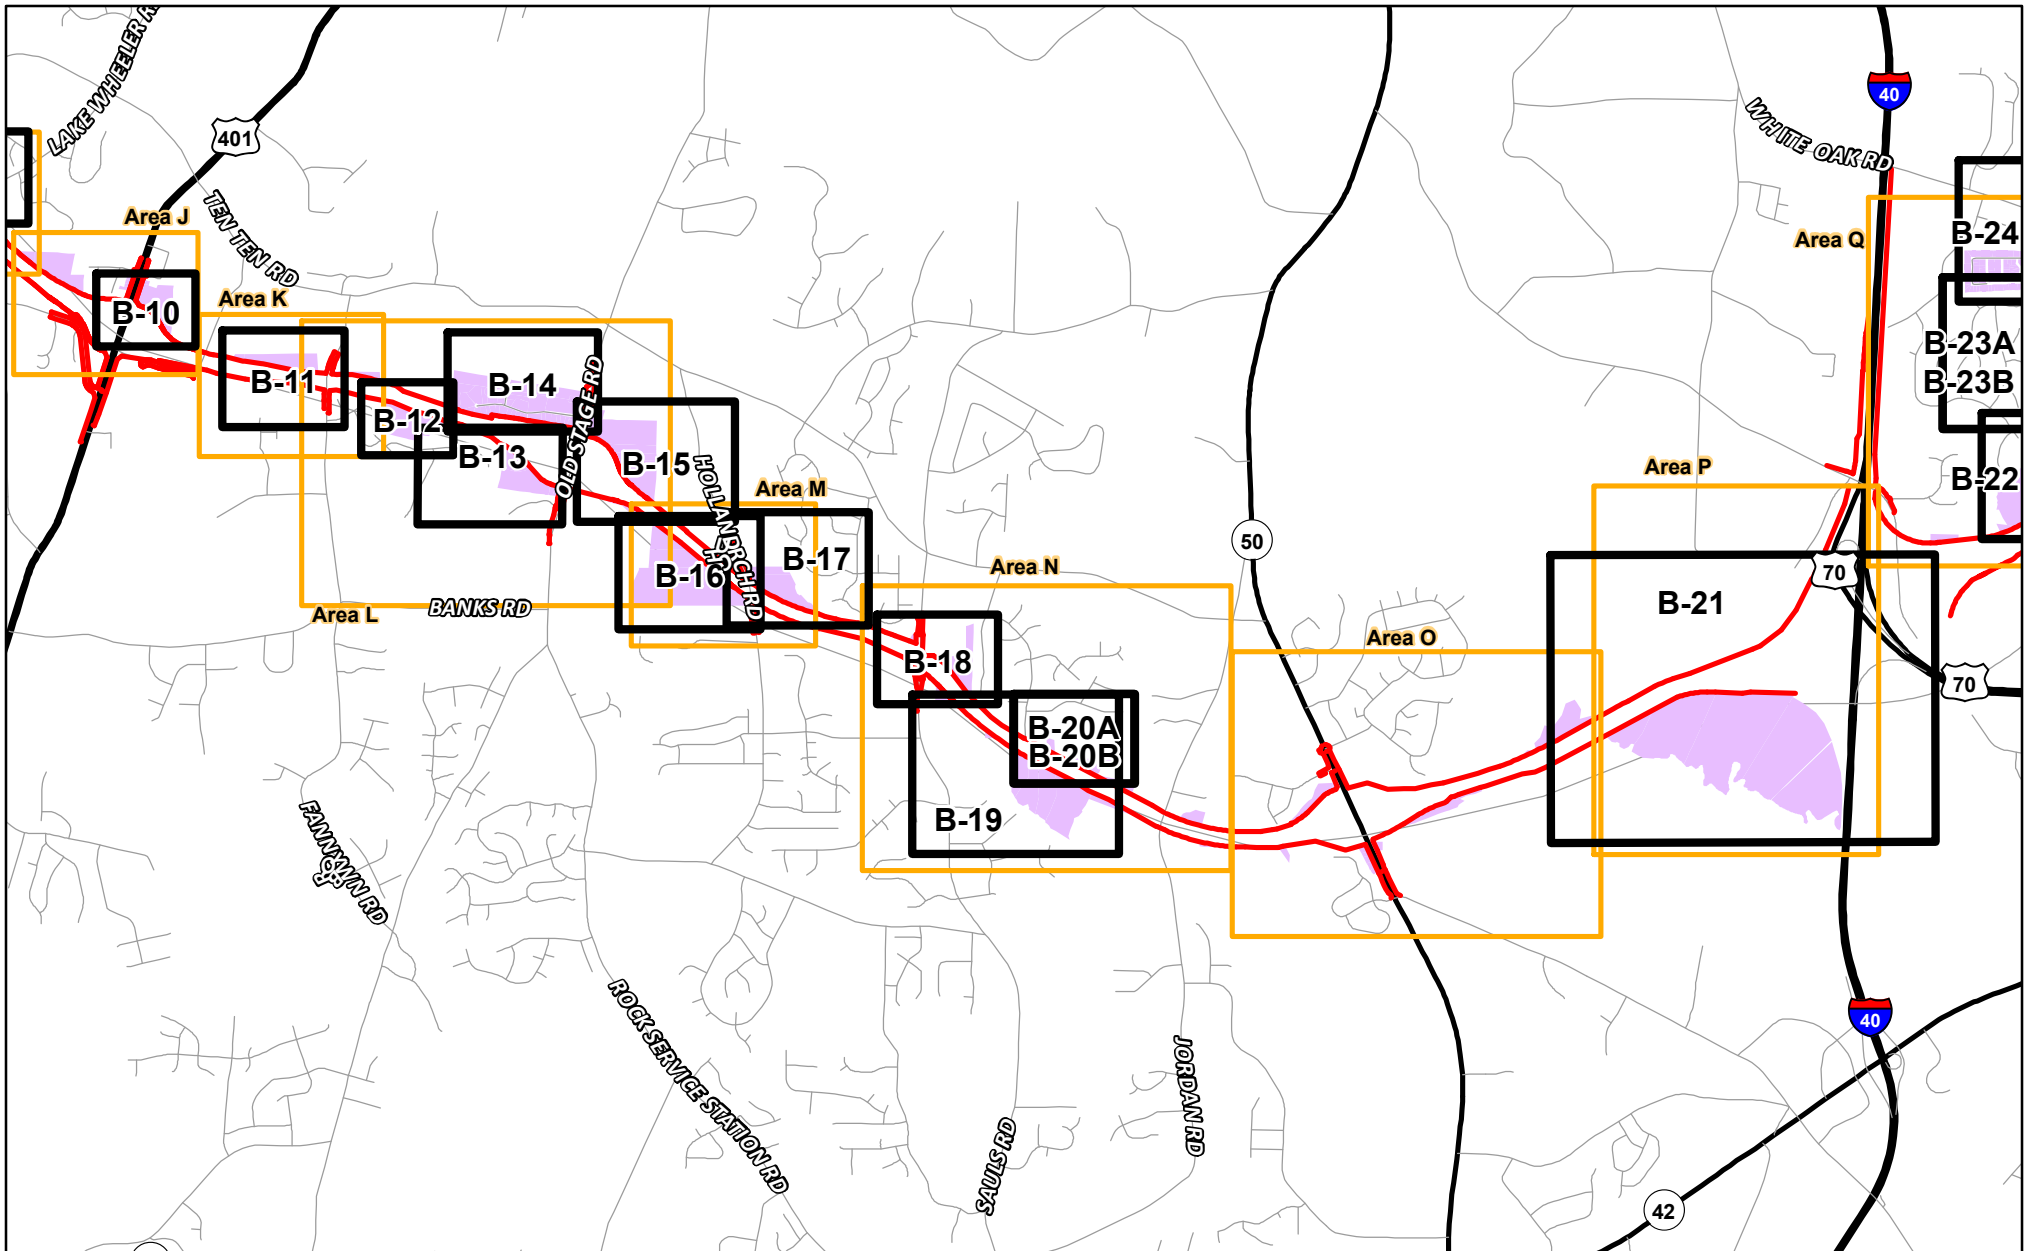 LAKE WHEELER R
401
40
WHITE OAK RD
TEN TEN RD
Area J
Area Q
B-24
B-10
Area K
B-11
B-12
B-13
B-14
OLD STAGE RD
B-15
HOLLAND
CHURCH RD
Area M
B-16
B-17
Area L
BANKS RD
B-23A
B-23B
B-22
Area P
50
Area N
70
B-21
Area O
70
B-18
B-20A
B-20B
B-19
FANNY
BROWN RD
ROCK SERVICE STATION RD
SAULS RD
JORDAN RD
40
42